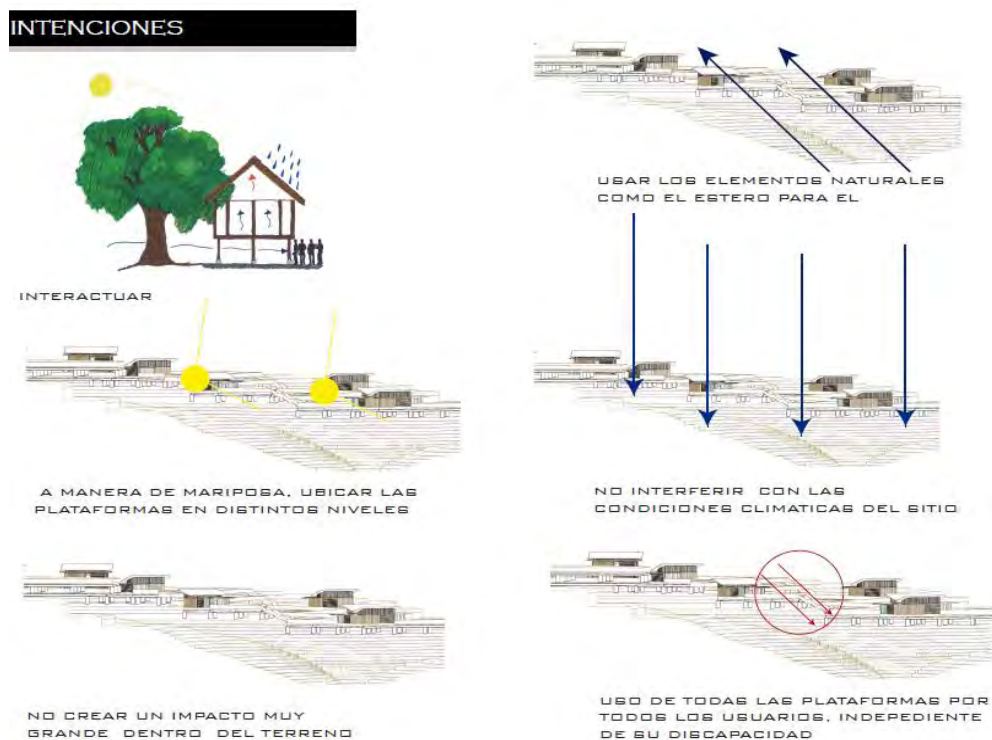 INTENCIONES
INTERACTUAR
A MANERA DE MARIPOSA, UBICAR LAS
PLATAFORMAS EN DISTINTOS NIVELES
NO CREAR UN IMPACTO MUY
GRANDE DENTRO DEL TERRENO
USAR LOS ELEMENTOS NATURALES
COMO EL ESTERO PARA EL
NO INTERFERIR CON LAS
CONDICIONES CLIMATICAS DEL SITIO
USO DE TODAS LAS PLATAFORMAS POR
TODOS LOS USUARIOS, INDEPEDIENTE
DE SU DISCAPACIDAD